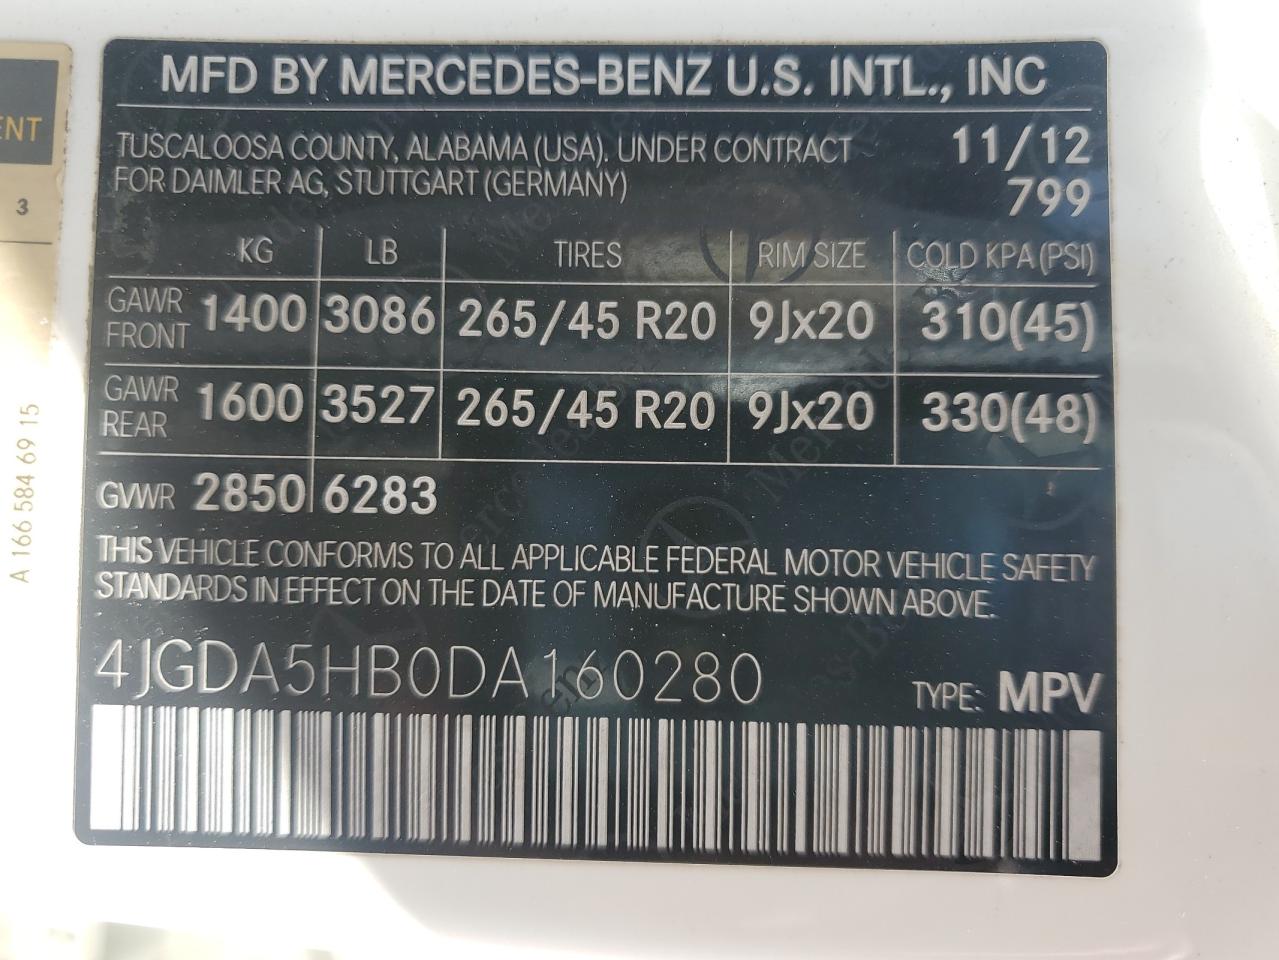 ENT
3
A 166 584 69 15
MFD BY MERCEDES-BENZ U.S. INTL., INC
TUSCALOOSA COUNTY, ALABAMA (USA). UNDER CONTRACT 11/12
FOR DAIMLER AG, STUTTGART (GERMANY) 799
KG LB TIRES RIM SIZE COLD KPA (PSI)
GAWR FRONT 1400 3086 265/45 R20 9Jx20 310(45)
GAWR REAR 1600 3527 265/45 R20 9Jx20 330(48)
GVWR 2850 6283
THIS VEHICLE CONFORMS TO ALL APPLICABLE FEDERAL MOTOR VEHICLE SAFETY
STANDARDS IN EFFECT ON THE DATE OF MANUFACTURE SHOWN ABOVE.
4JGDA5HB0DA160280 TYPE: MPV